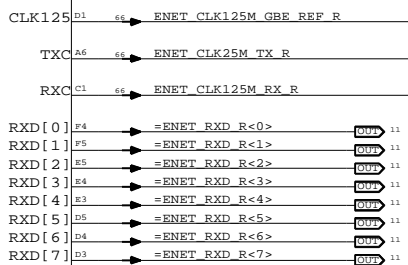 CLK125 D1 66 ENET_CLK125M_GBE_REF_R
TXC A6 66 ENET_CLK25M_TX_R
RXC C1 66 ENET_CLK125M_RX_R
RXD[0] F4 =ENET_RXD_R<0> OUT 11
RXD[1] F5 =ENET_RXD_R<1> OUT 11
RXD[2] E5 =ENET_RXD_R<2> OUT 11
RXD[3] E4 =ENET_RXD_R<3> OUT 11
RXD[4] E3 =ENET_RXD_R<4> OUT 11
RXD[5] D5 =ENET_RXD_R<5> OUT 11
RXD[6] D4 =ENET_RXD_R<6> OUT 11
RXD[7] D3 =ENET_RXD_R<7> OUT 11